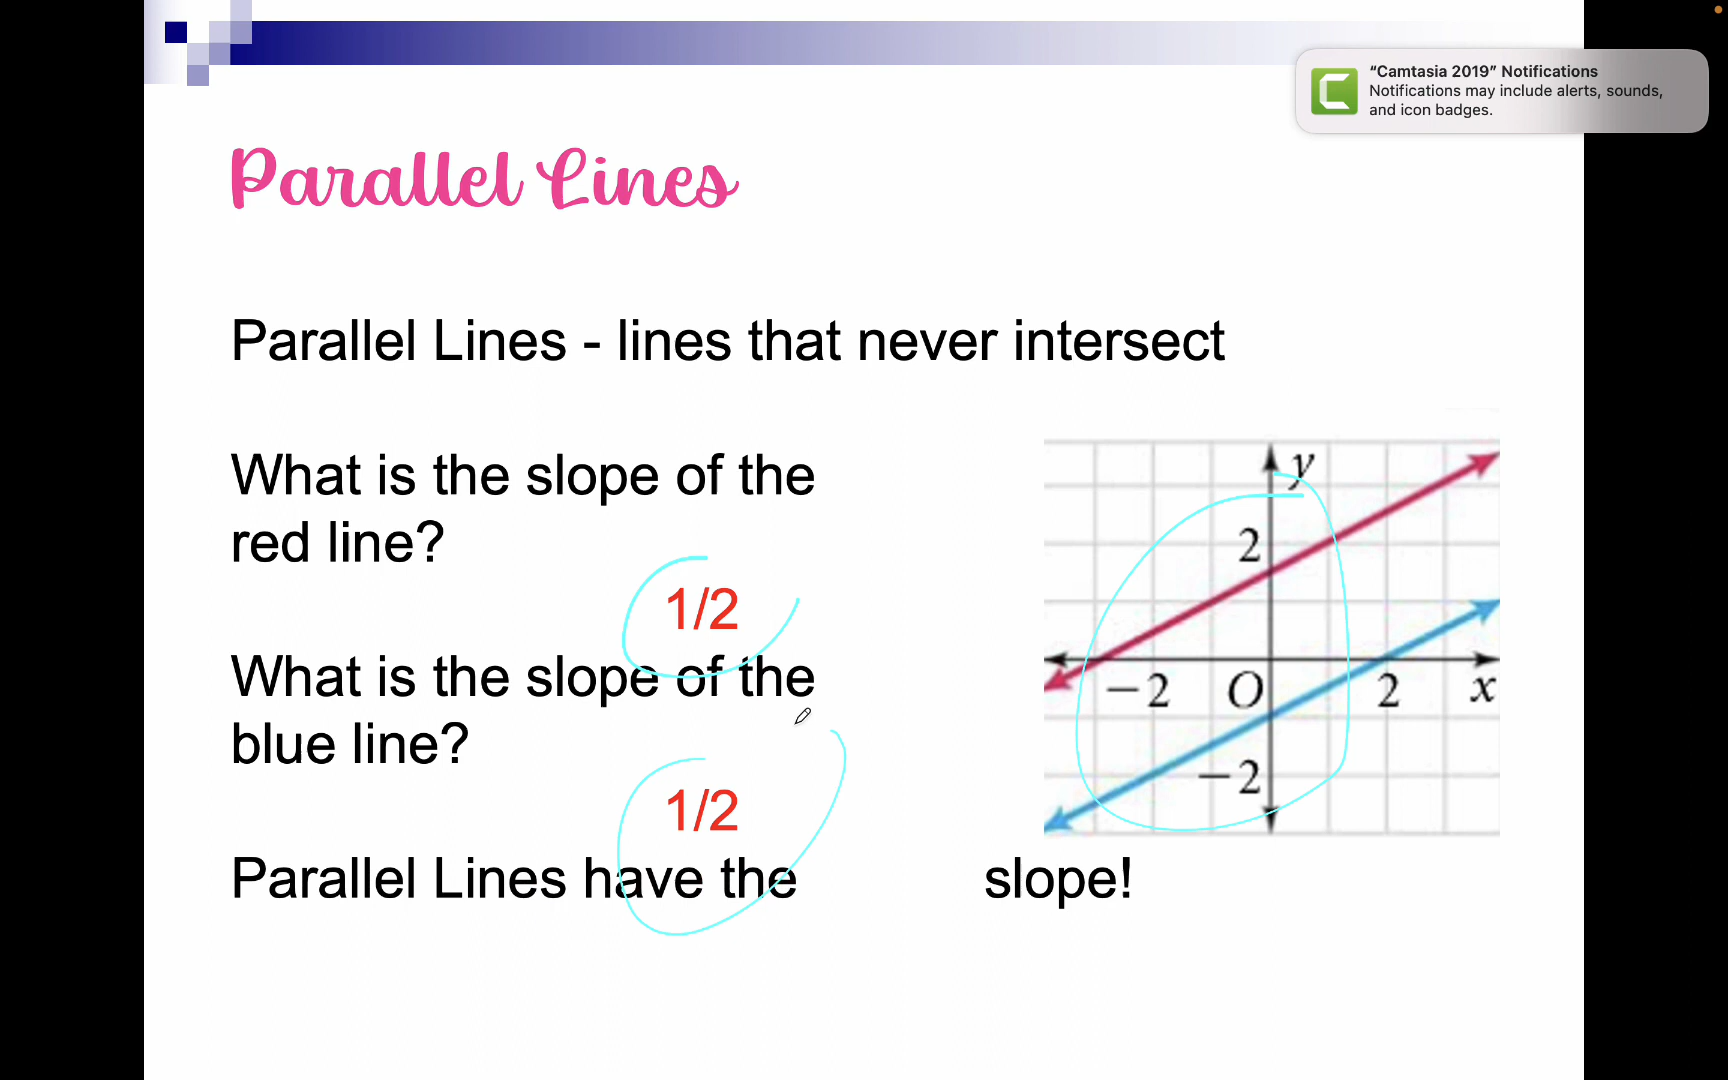 “Camtasia 2019” Notifications
Notifications may include alerts, sounds,
and icon badges.
Parallel Lines
Parallel Lines - lines that never intersect
What is the slope of the
red line?
1/2
What is the slope of the
blue line?
1/2
Parallel Lines have the slope!
y
2
−2 O 2 x
−2